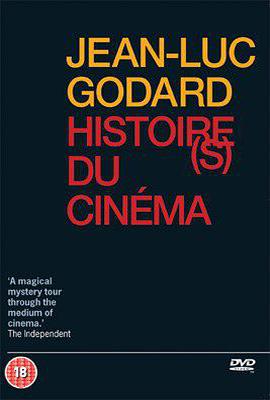 JEAN-LUC
GODARD
HISTOIRE
(S)
DU
CINÉMA
‘A magical
mystery tour
through the
medium of
cinema.’
The Independent
18
DVD